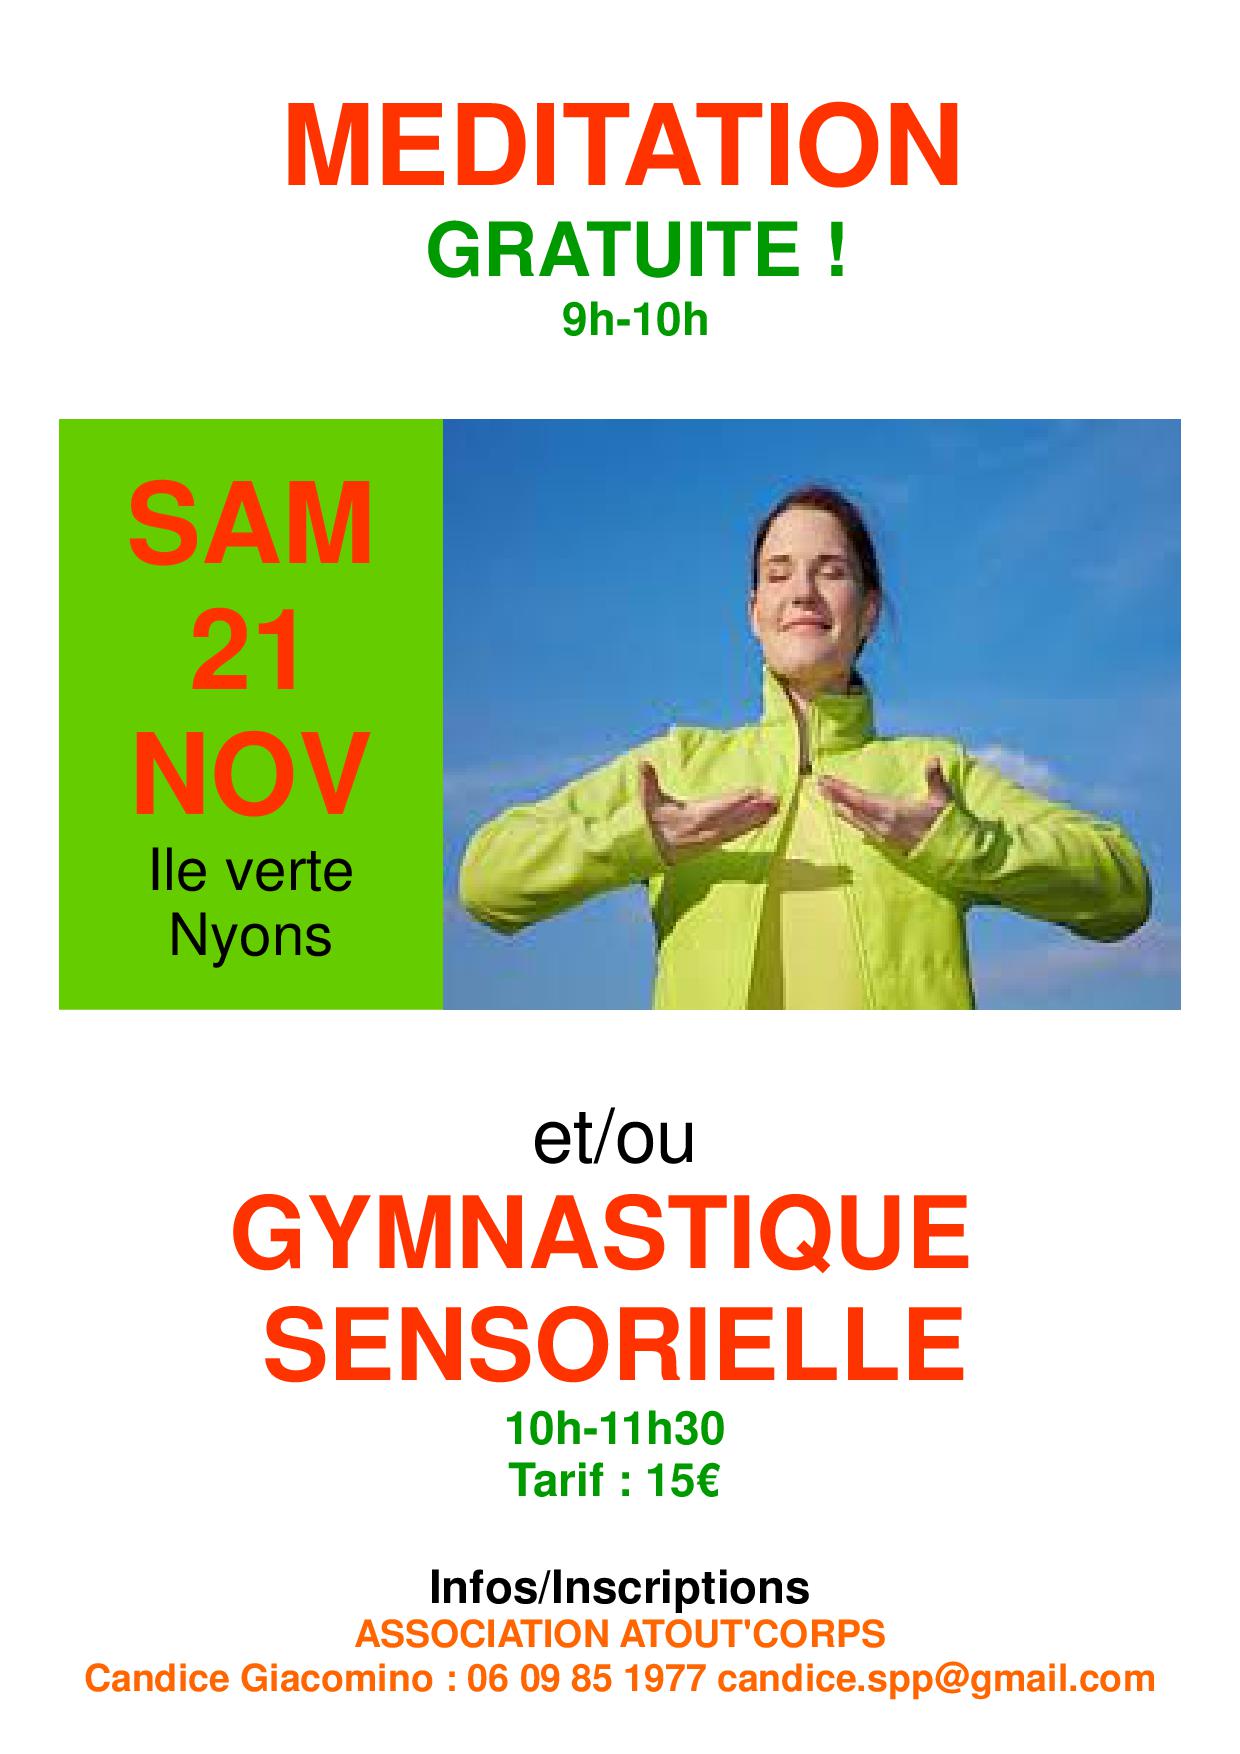 MEDITATION
GRATUITE !
9h-10h
SAM
21
NOV
Ile verte
Nyons
et/ou
GYMNASTIQUE
SENSORIELLE
10h-11h30
Tarif : 15€
Infos/Inscriptions
ASSOCIATION ATOUT'CORPS
Candice Giacomino : 06 09 85 1977 candice.spp@gmail.com